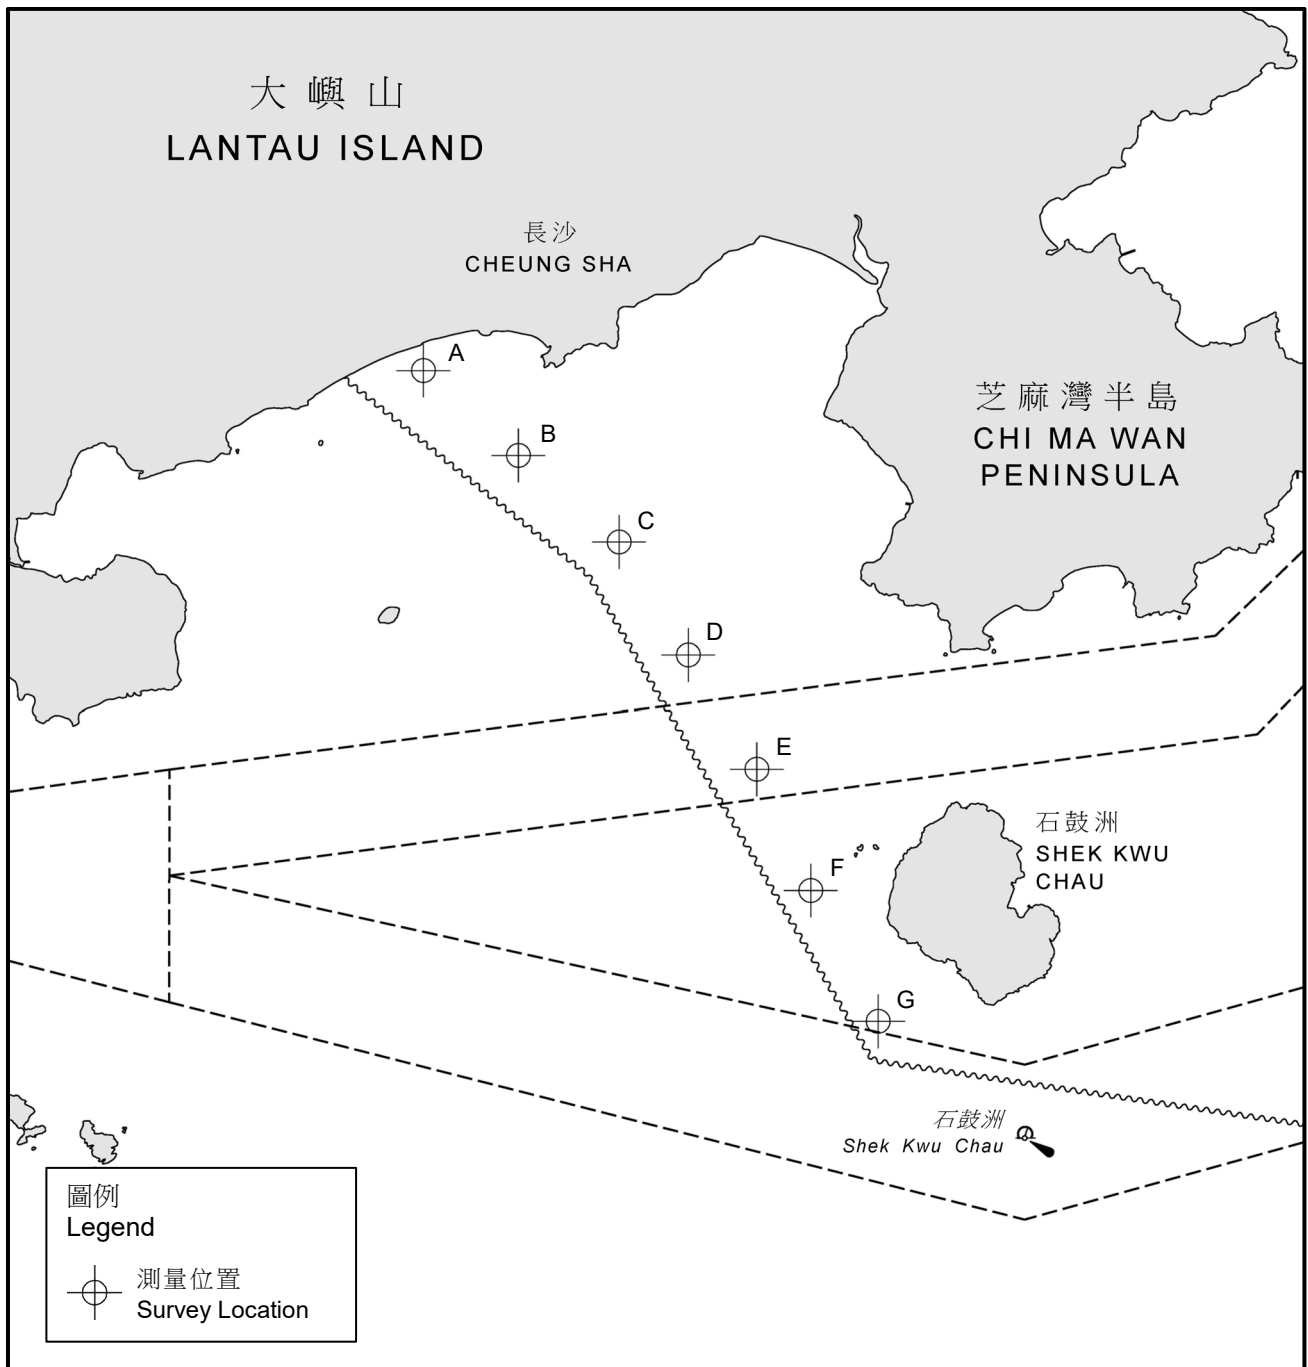 大嶼山
LANTAU ISLAND
長沙
CHEUNG SHA
A
B
C
D
E
F
G
芝麻灣半島
CHI MA WAN
PENINSULA
石鼓洲
SHEK KWU
CHAU
石鼓洲
Shek Kwu Chau
圖例
Legend
測量位置
Survey Location